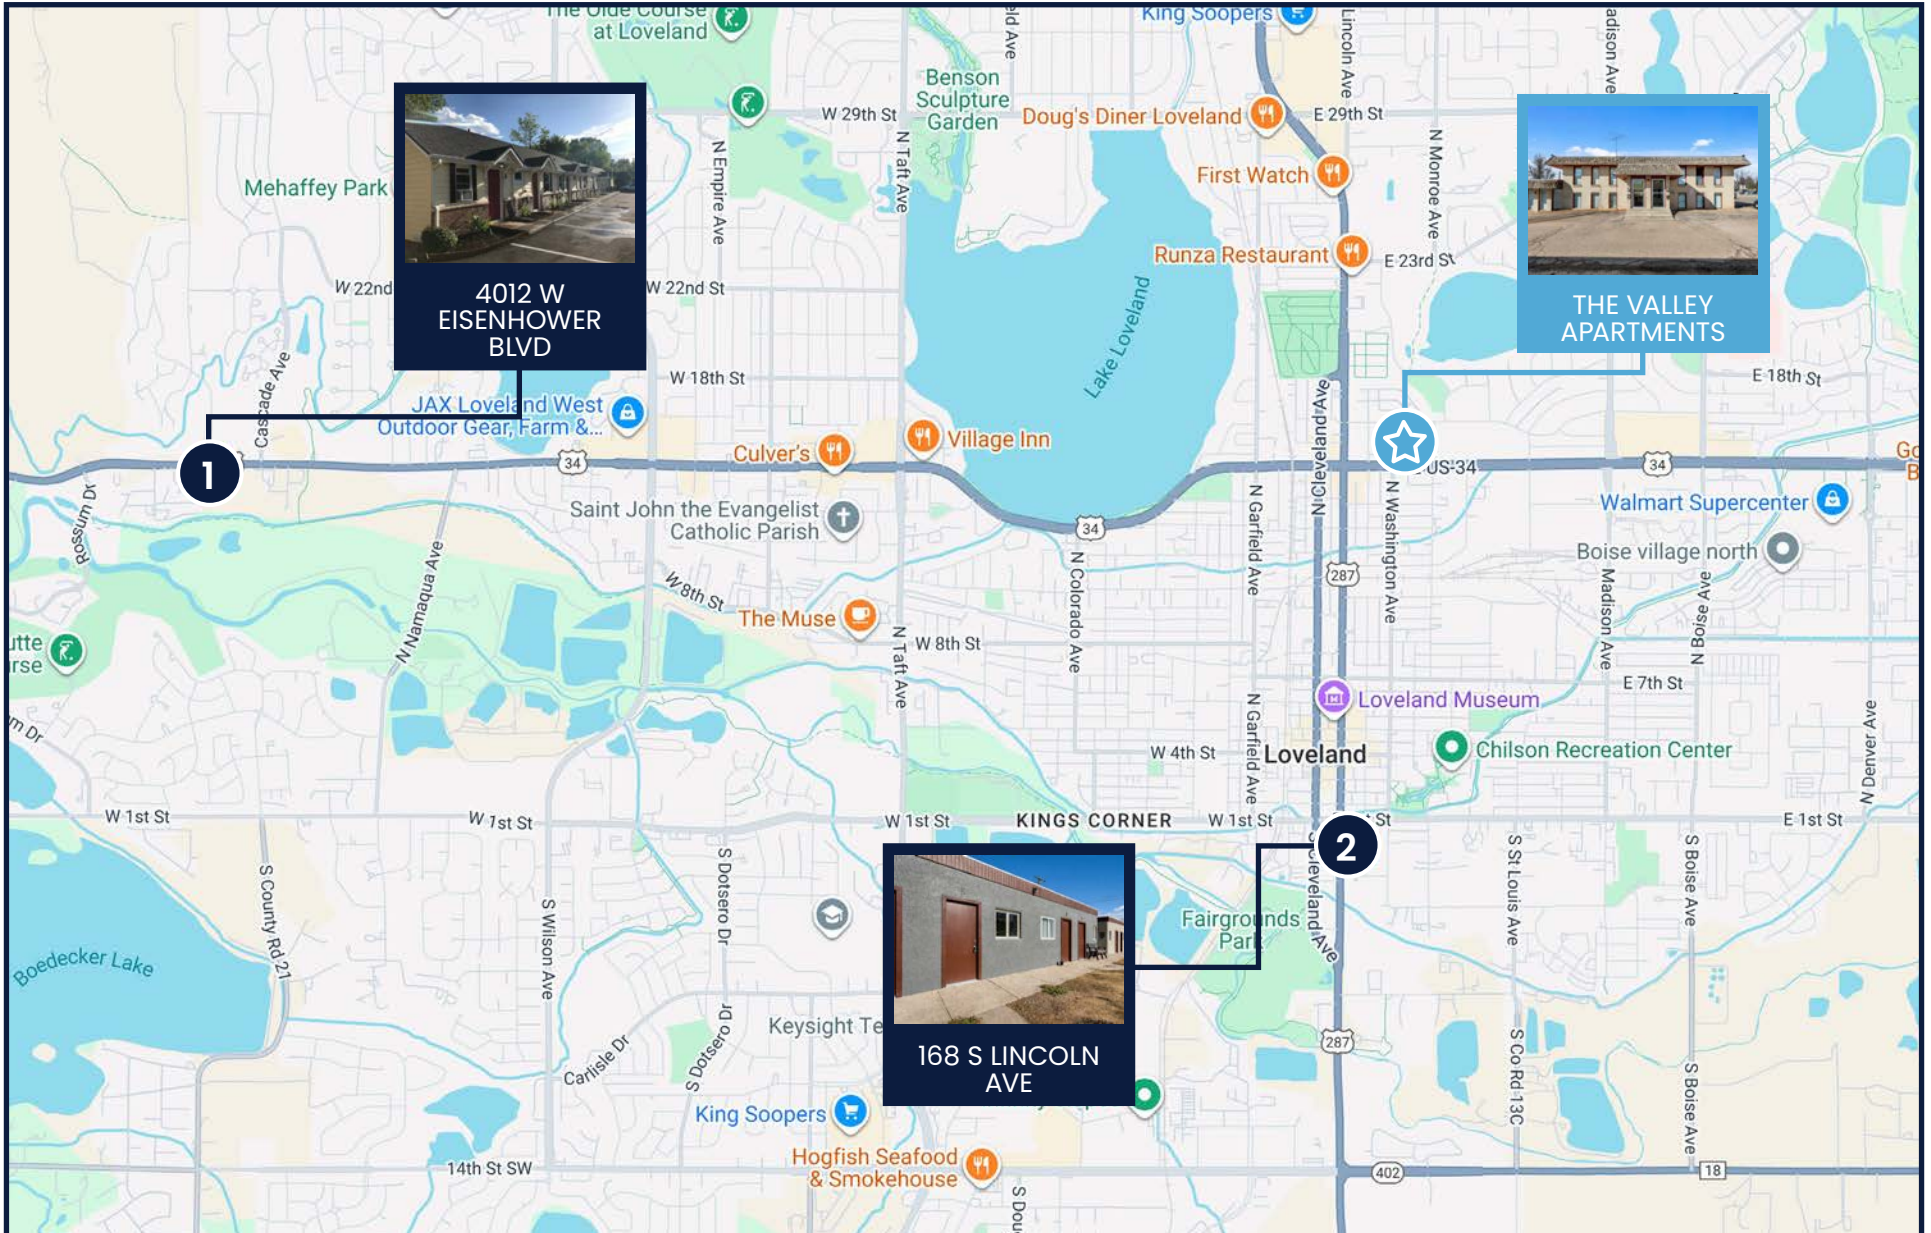 The Olde Course
at Loveland
King Soopers
Lincoln Ave
Benson
Sculpture
Garden
W 29th St
Doug's Diner Loveland
E 29th St
N Taft Ave
N Empire Ave
N Monroe Ave
First Watch
Mehaffey Park
Runza Restaurant
E 23rd St
W 22nd
W 22nd St
4012 W
EISENHOWER
BLVD
THE VALLEY
APARTMENTS
Lake Loveland
W 18th St
E 18th St
Cascade Ave
JAX Loveland West
Outdoor Gear, Farm &...
N Cleveland Ave
Culver's
Village Inn
1
34
US-34
34
Rossum Dr
Saint John the Evangelist
Catholic Parish
34
N Garfield Ave
N Washington Ave
Walmart Supercenter
Boise village north
N Namaqua Ave
N Colorado Ave
287
Madison Ave
N Boise Ave
W 8th St
The Muse
N Taft Ave
W 8th St
E 7th St
Loveland Museum
N Garfield Ave
W 4th St
Loveland
Chilson Recreation Center
N Denver Ave
W 1st St
W 1st St
W 1st St
KINGS CORNER
W 1st St
St
E 1st St
2
S County Rd 21
S Wilson Ave
S Dotsero Dr
S Cleveland Ave
S St Louis Ave
S Boise Ave
Fairgrounds
Park
Boedecker Lake
Keysight Te
S Dotsero Dr
Carlisle Dr
168 S LINCOLN
AVE
287
S Co Rd 13C
S Boise Ave
King Soopers
Hogfish Seafood
& Smokehouse
14th St SW
402
18